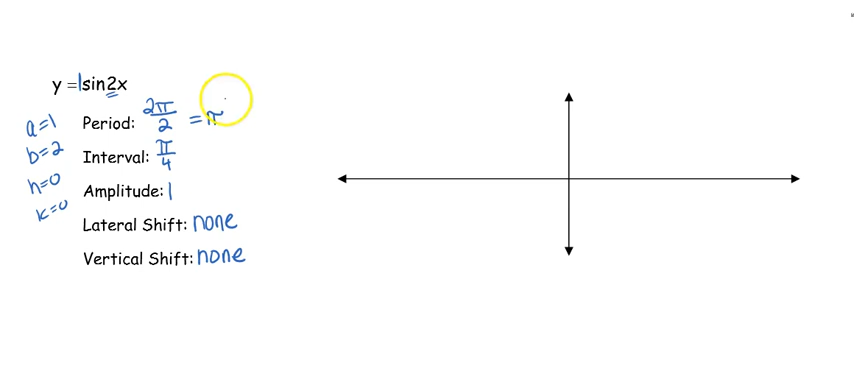 y = 1sin2x
a=1
Period: 2π/2 = π
b=2
Interval: π/4
h=0
Amplitude: 1
k=0
Lateral Shift: none
Vertical Shift: none